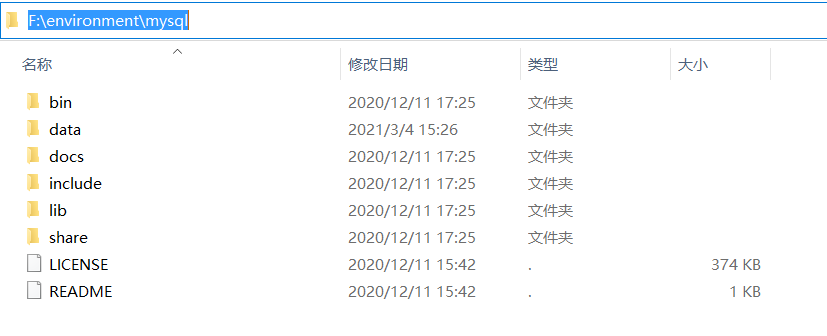 F:\environment\mysql
名称 修改日期 类型 大小
bin 2020/12/11 17:25 文件夹
data 2021/3/4 15:26 文件夹
docs 2020/12/11 17:25 文件夹
include 2020/12/11 17:25 文件夹
lib 2020/12/11 17:25 文件夹
share 2020/12/11 17:25 文件夹
LICENSE 2020/12/11 15:42 . 374 KB
README 2020/12/11 15:42 . 1 KB